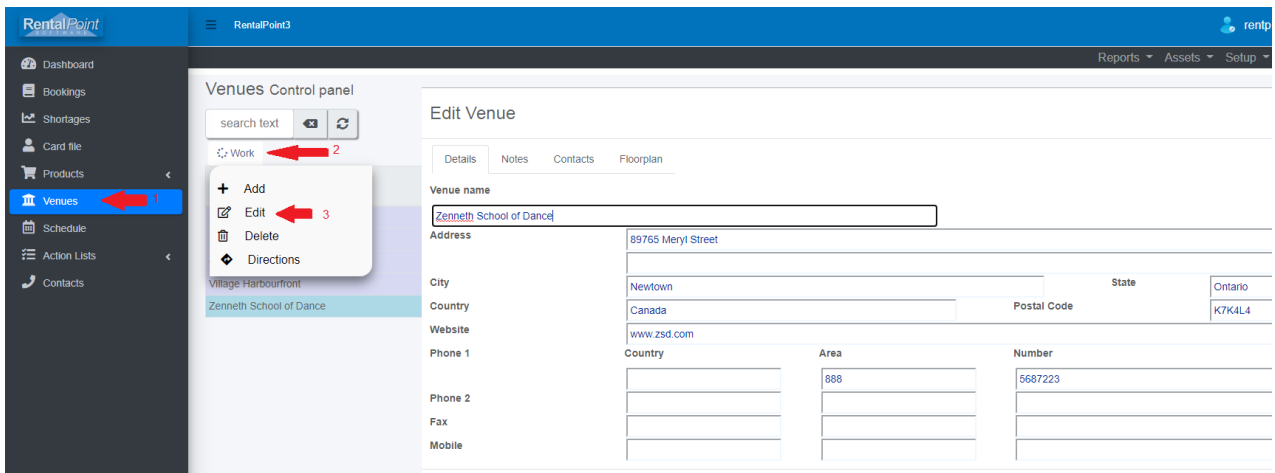 RentalPoint
SOFTWARE
RentalPoint3
rentp
Reports Assets Setup
Dashboard
Bookings
Shortages
Card file
Products
Venues 1
Schedule
Action Lists
Contacts
Venues Control panel
search text
Work 2
Add
Edit 3
Delete
Directions
Village Harbourfront
Zenneth School of Dance
Edit Venue
Details Notes Contacts Floorplan
Venue name
Zenneth School of Dance
Address 89765 Meryl Street
City Newtown State Ontario
Country Canada Postal Code K7K4L4
Website www.zsd.com
Phone 1 Country Area Number
888 5687223
Phone 2
Fax
Mobile